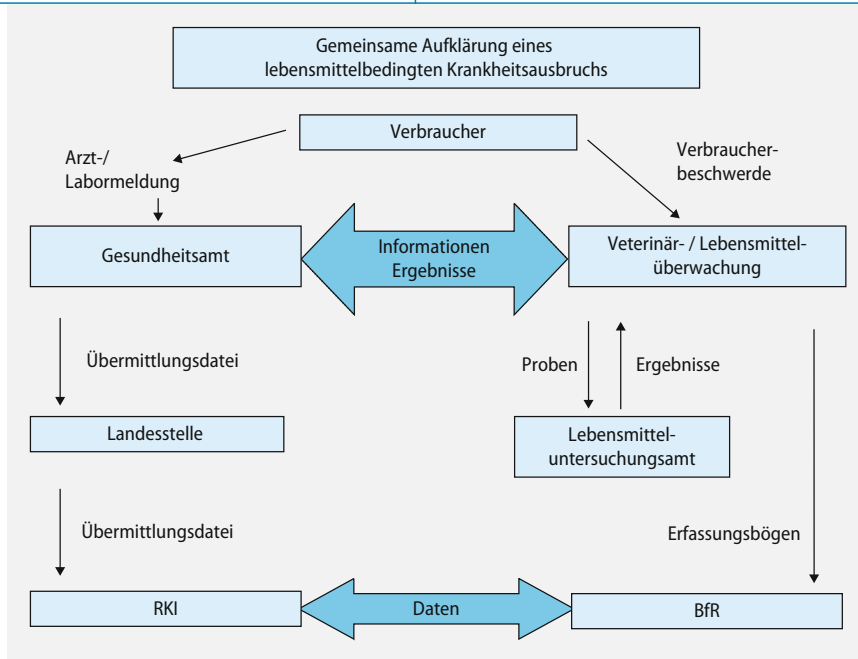 Gemeinsame Aufklärung eines
lebensmittelbedingten Krankheitsausbruchs
Verbraucher
Arzt-/
Labormeldung
Verbraucher-
beschwerde
Gesundheitsamt
Informationen
Ergebnisse
Veterinär- / Lebensmittel-
überwachung
Übermittlungsdatei
Proben
Ergebnisse
Landesstelle
Lebensmittel-
untersuchungsamt
Übermittlungsdatei
Erfassungsbögen
RKI
Daten
BfR